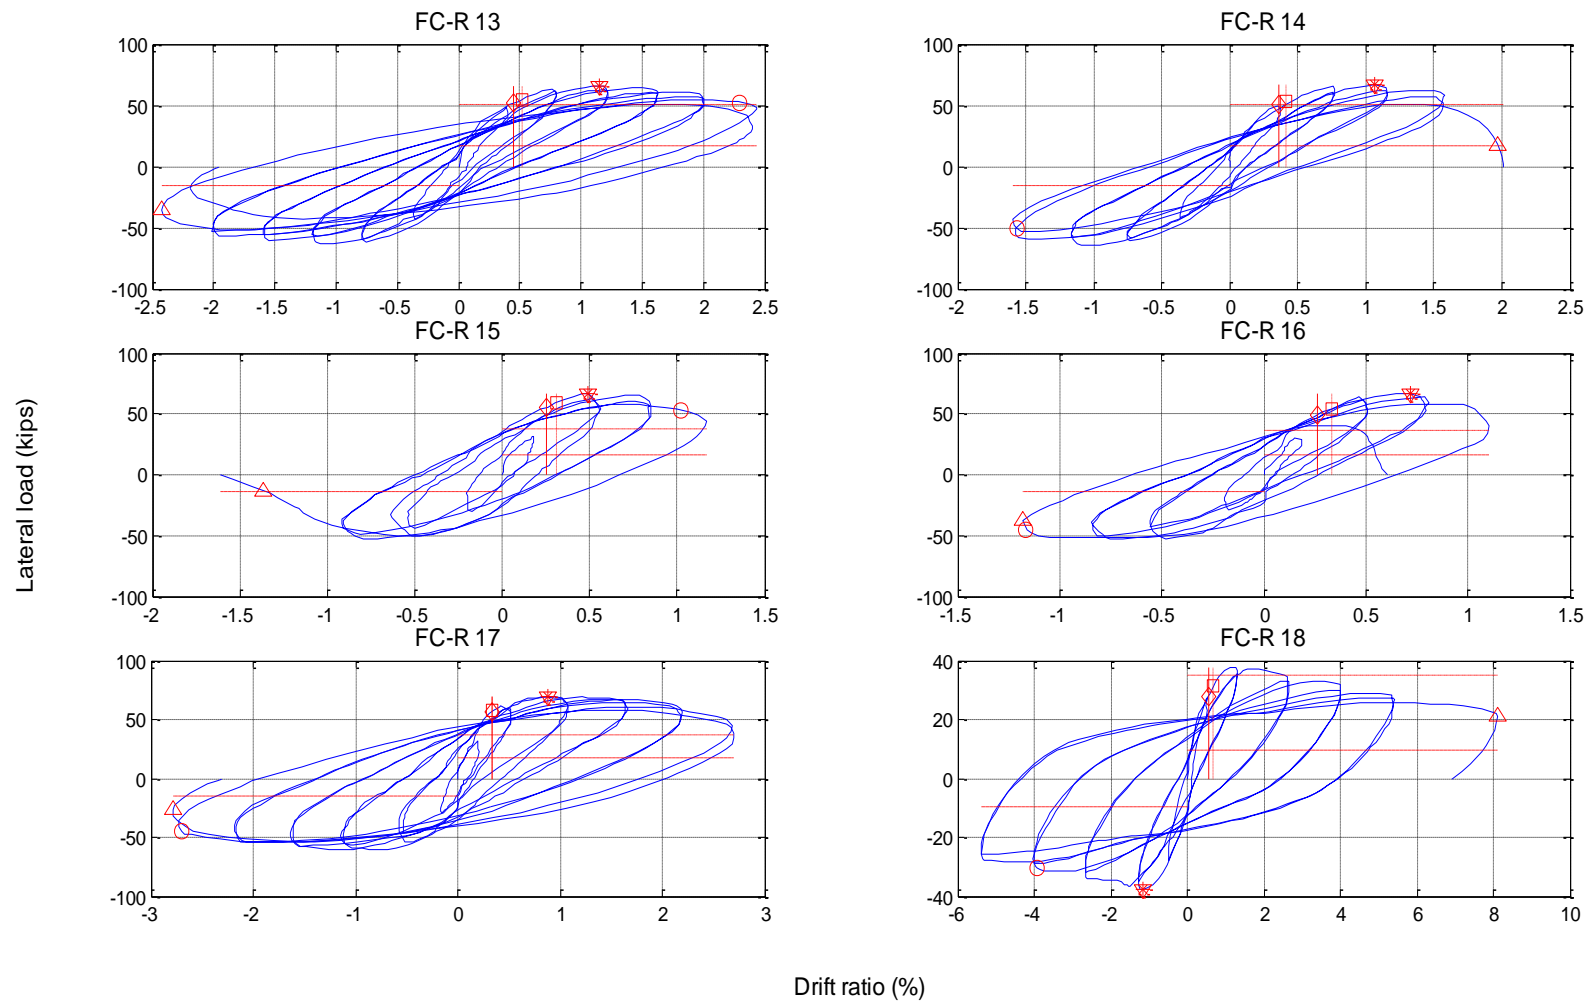 FC-R 13
100
50
0
-50
-100
-2.5 -2 -1.5 -1 -0.5 0 0.5 1 1.5 2 2.5
FC-R 14
100
50
0
-50
-100
-2 -1.5 -1 -0.5 0 0.5 1 1.5 2 2.5
FC-R 15
100
50
0
-50
-100
-2 -1.5 -1 -0.5 0 0.5 1 1.5
FC-R 16
100
50
0
-50
-100
-1.5 -1 -0.5 0 0.5 1 1.5
FC-R 17
100
50
0
-50
-100
-3 -2 -1 0 1 2 3
FC-R 18
40
20
0
-20
-40
-6 -4 -2 0 2 4 6 8 10
Lateral load (kips)
Drift ratio (%)